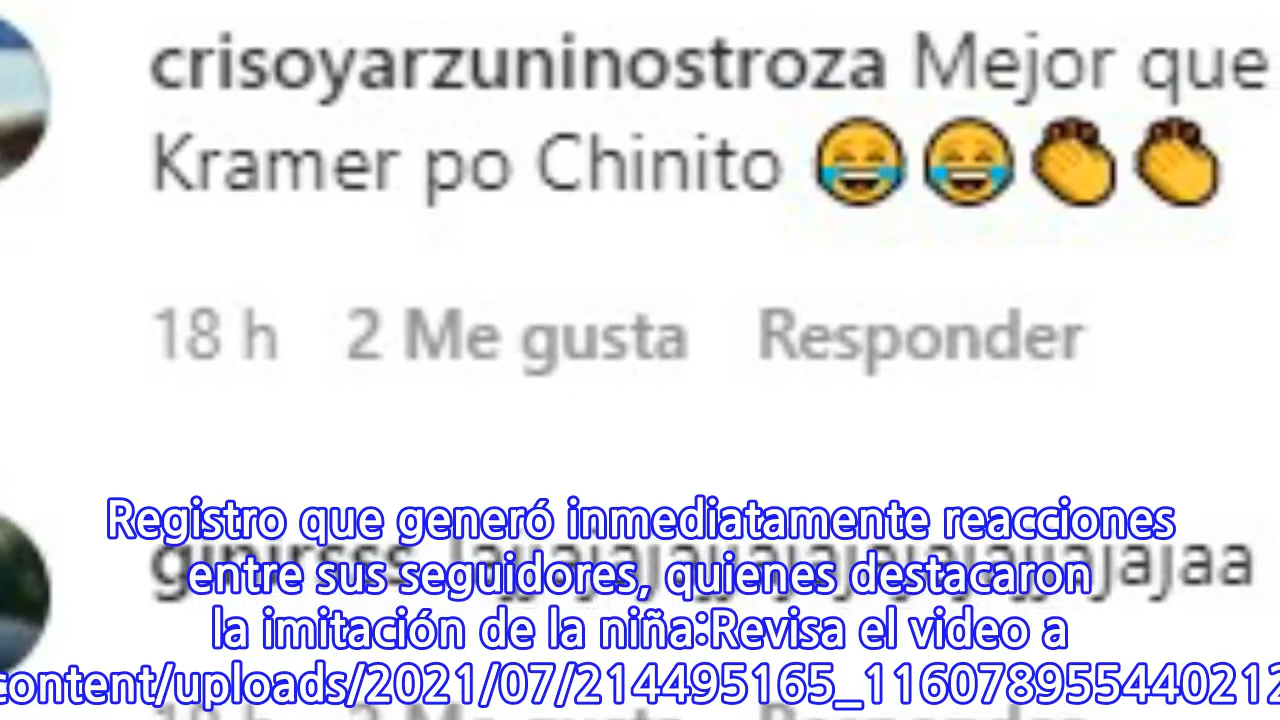 crisoyarzuninostroza Mejor que
Kramer po Chinito 😂😂👏👏
18 h 2 Me gusta Responder
Registro que generó inmediatamente reacciones
entre sus seguidores, quienes destacaron
la imitación de la niña:Revisa el video a
content/uploads/2021/07/214495165_116078955440212